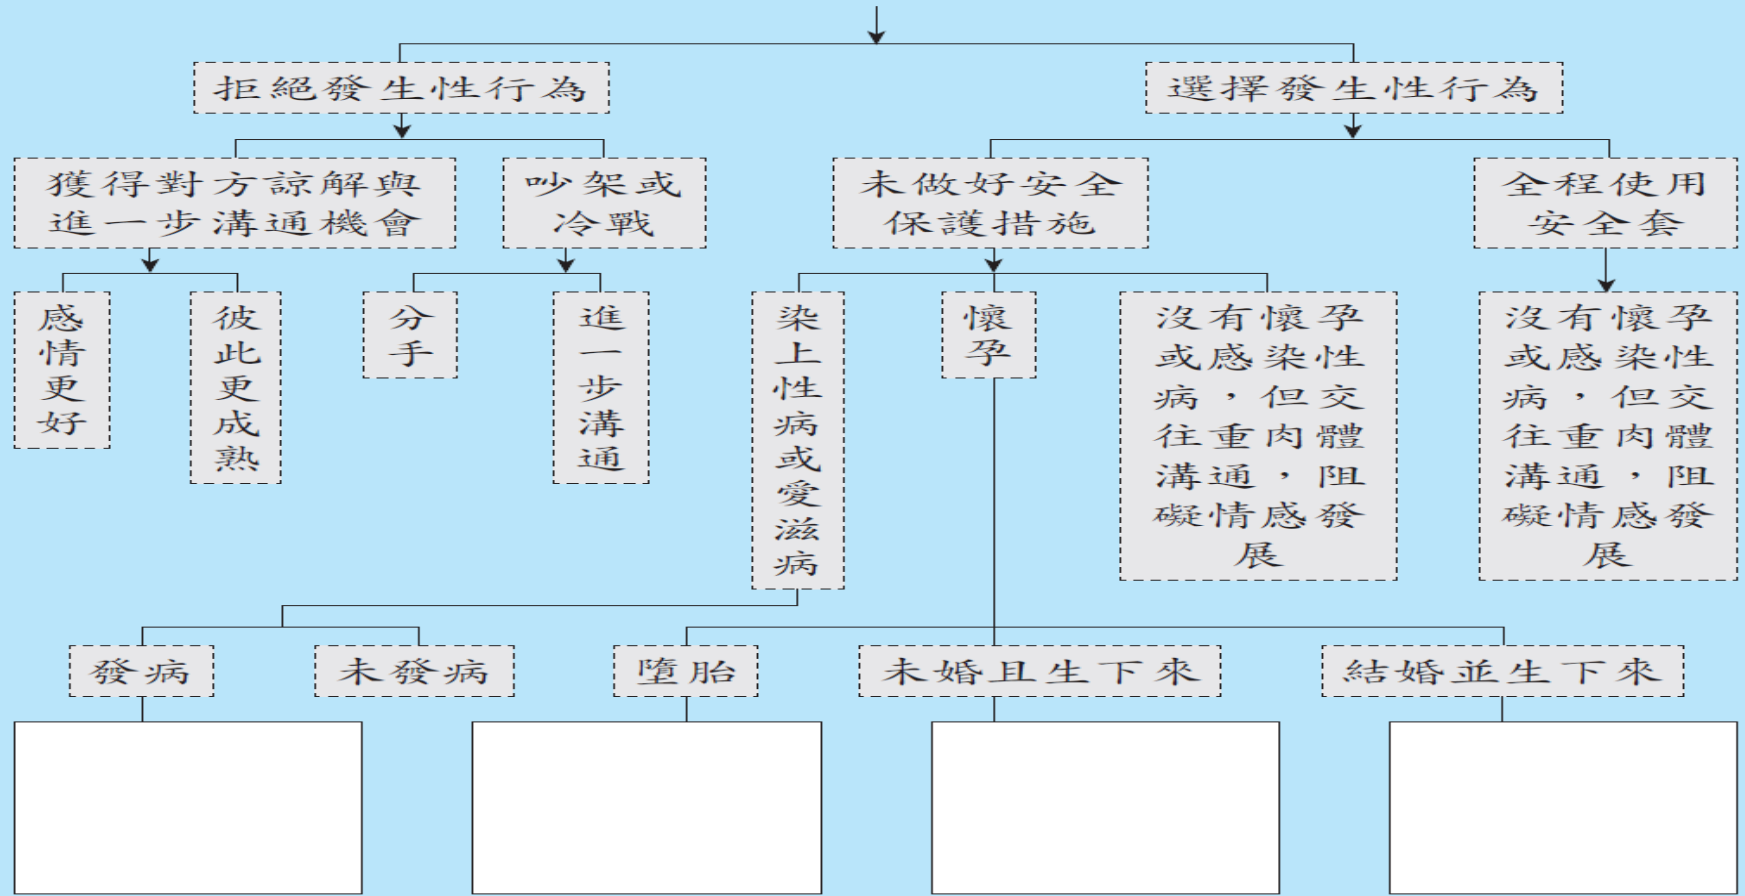 拒絕發生性行為
選擇發生性行為
獲得對方諒解與
進一步溝通機會
吵架或
冷戰
未做好安全
保護措施
全程使用
安全套
感情更好
彼此更成熟
分手
進一步溝通
染上性病或愛滋病
懷孕
沒有懷孕
或感染性
病，但交
往重肉體
溝通，阻
礙情感發
展
沒有懷孕
或感染性
病，但交
往重肉體
溝通，阻
礙情感發
展
發病
未發病
墮胎
未婚且生下來
結婚並生下來